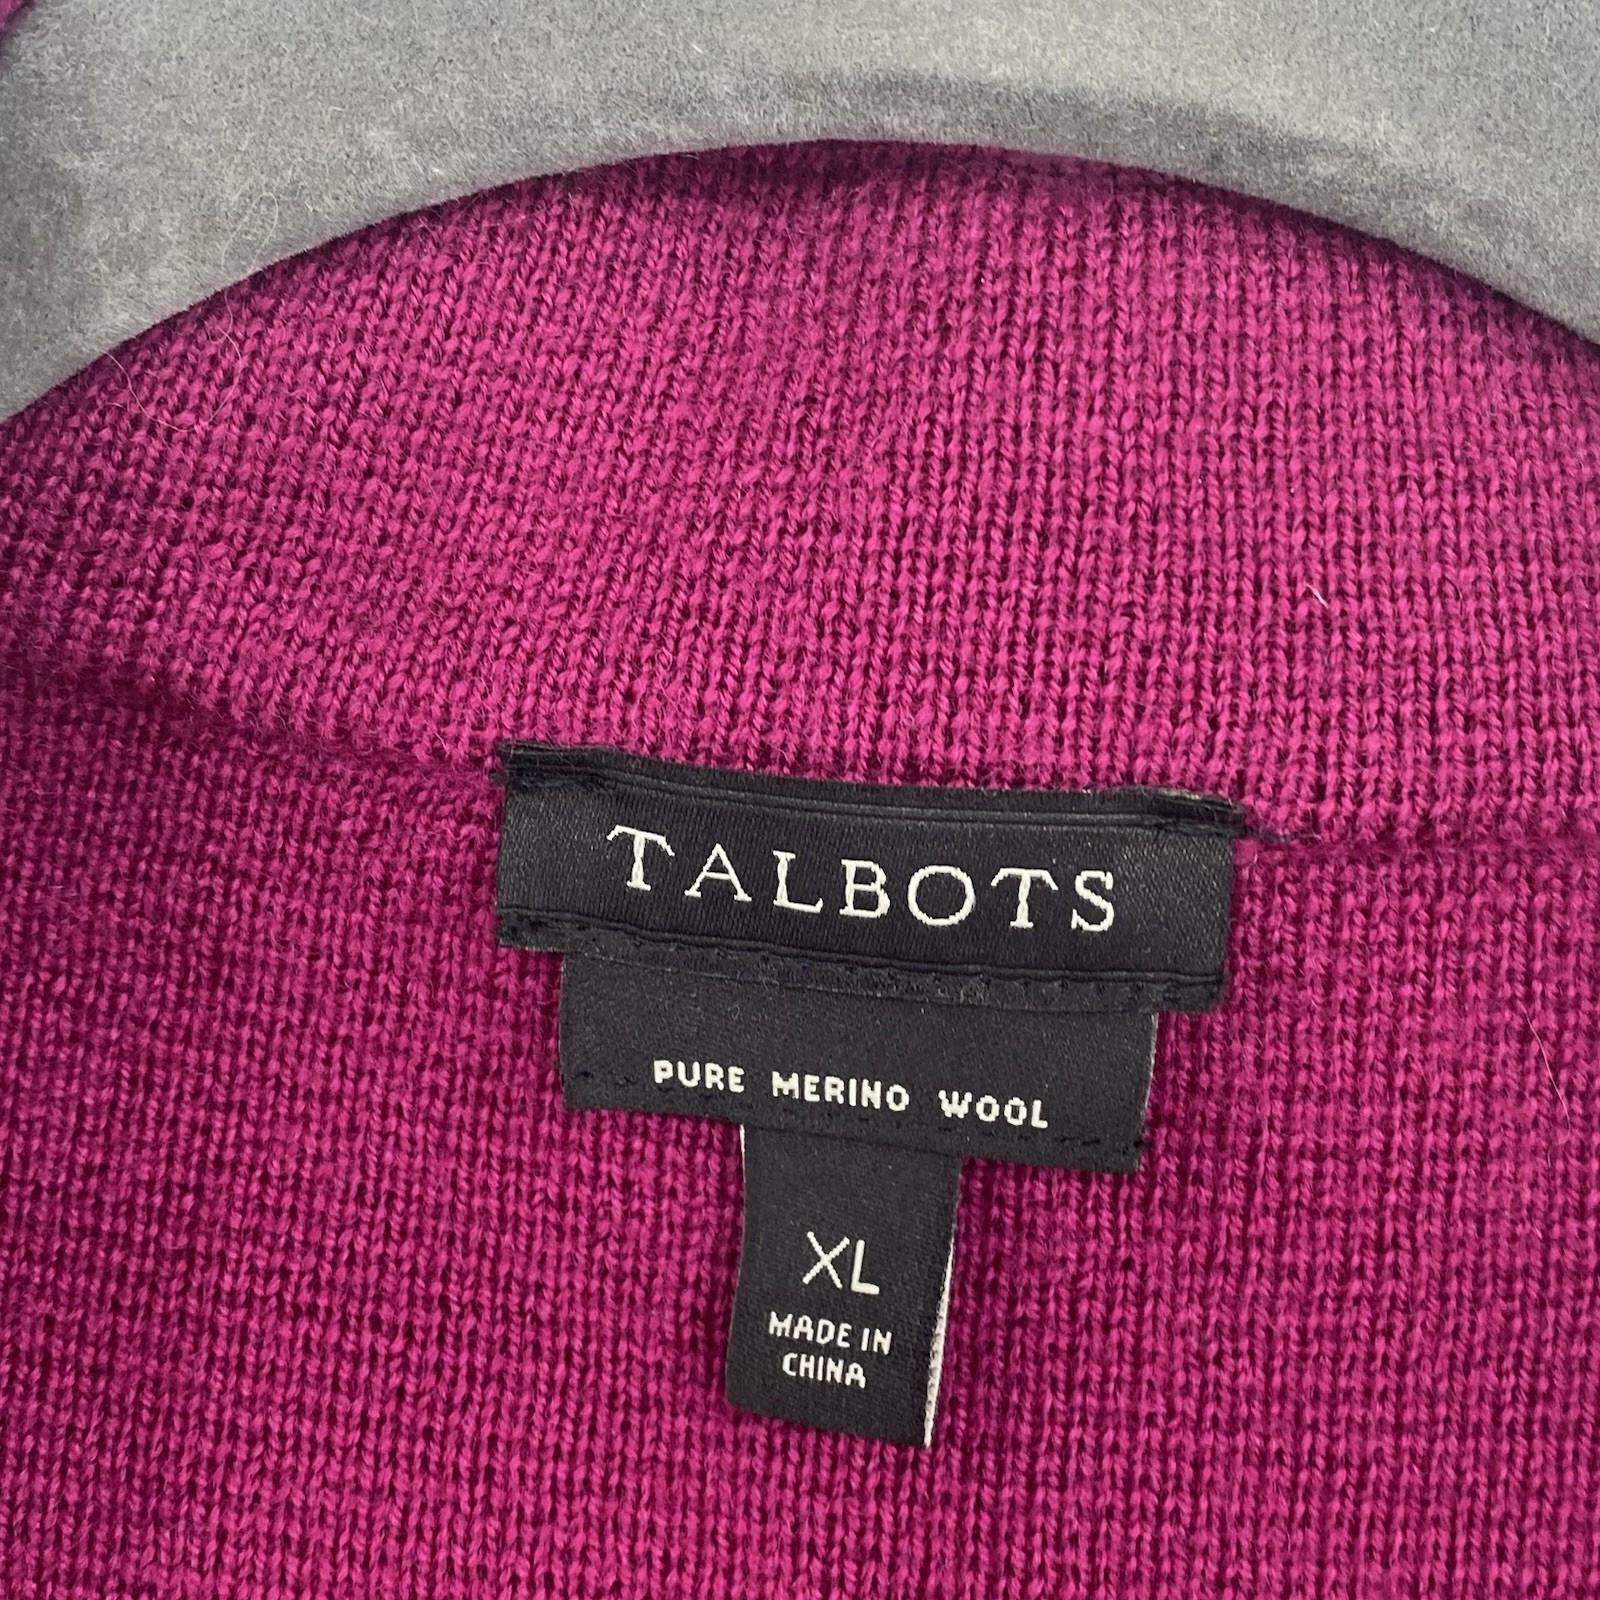 TALBOTS
PURE MERINO WOOL
XL
MADE IN
CHINA